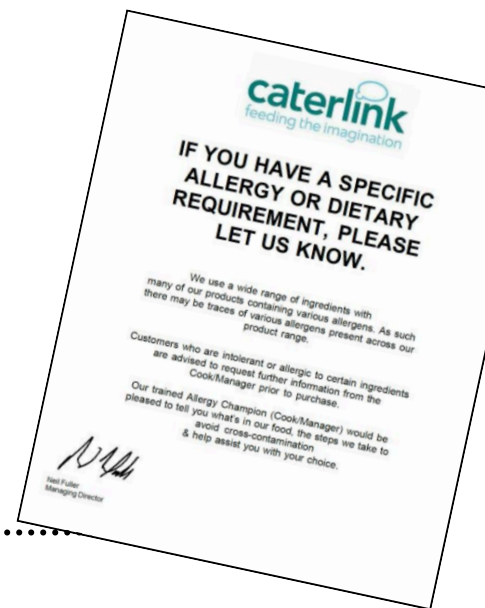 caterlink
feeding the imagination
IF YOU HAVE A SPECIFIC
ALLERGY OR DIETARY
REQUIREMENT, PLEASE
LET US KNOW.
We use a wide range of ingredients with
many of our products containing various allergens. As such
there may be traces of various allergens present across our
product range.
Customers who are intolerant or allergic to certain ingredients
are advised to request further information from the
Cook/Manager prior to purchase.
Our trained Allergy Champion (Cook/Manager) would be
pleased to tell you what's in our food, the steps we take to
avoid cross-contamination
& help assist you with your choice.
Neil Fuller
Managing Director